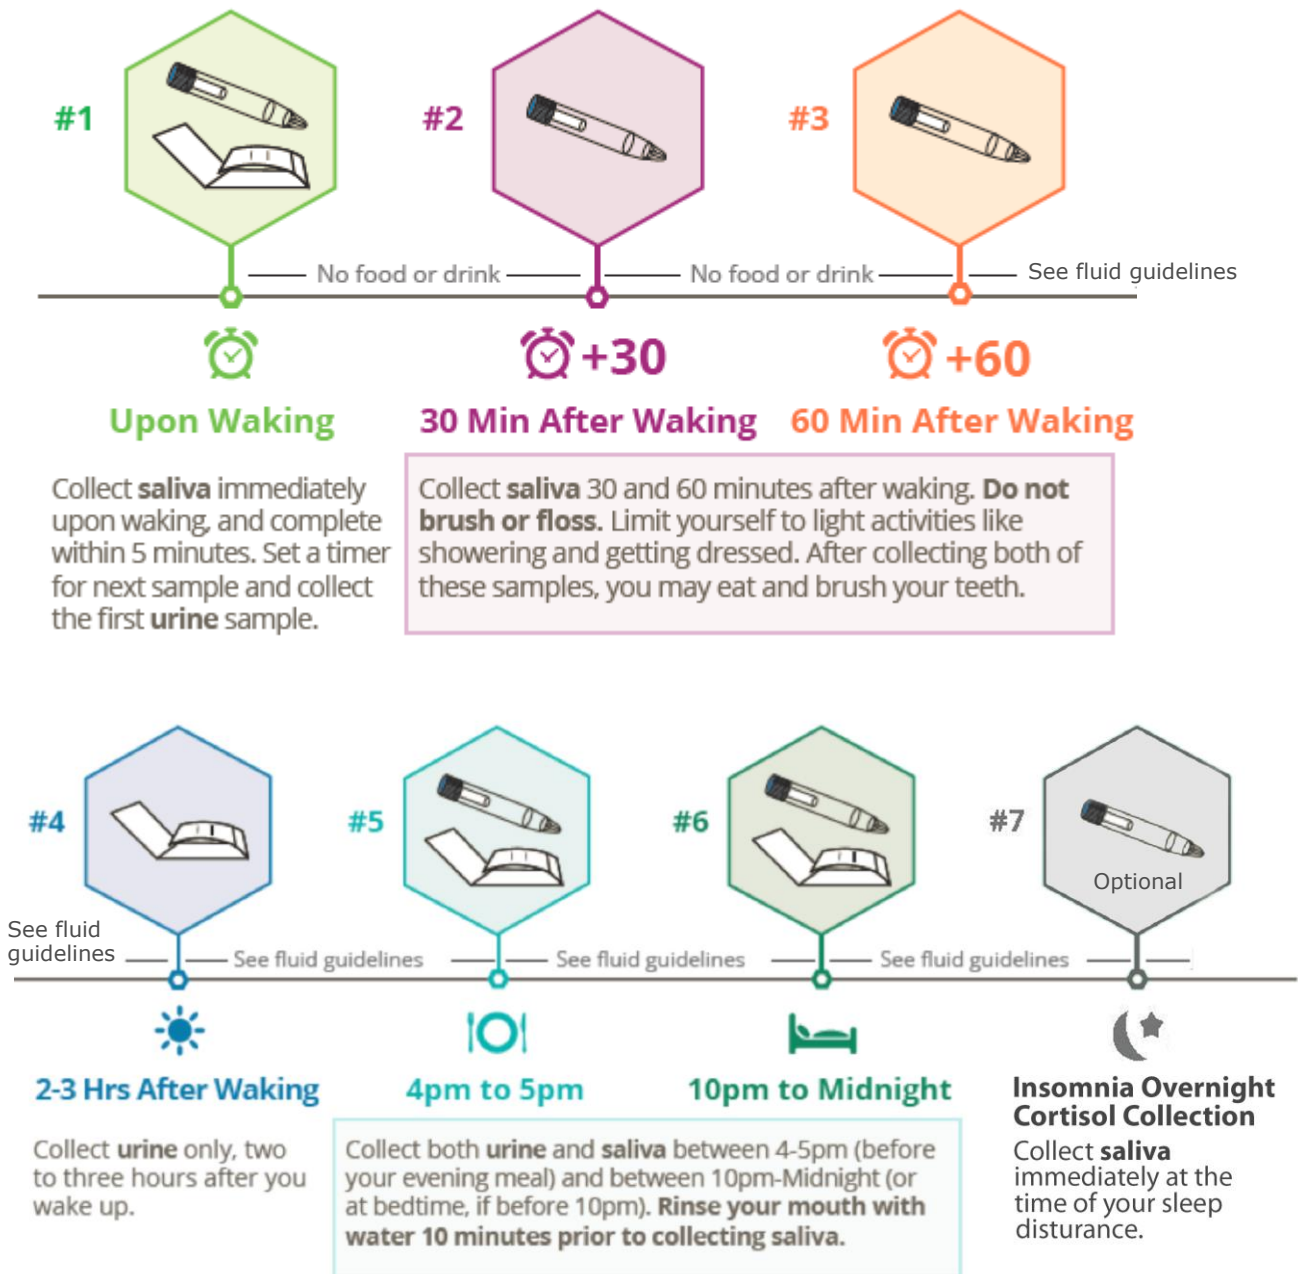 #1
#2
#3
No food or drink
No food or drink
See fluid guidelines
+30
+60
Upon Waking
30 Min After Waking
60 Min After Waking
Collect saliva immediately
upon waking, and complete
within 5 minutes. Set a timer
for next sample and collect
the first urine sample.
Collect saliva 30 and 60 minutes after waking. Do not
brush or floss. Limit yourself to light activities like
showering and getting dressed. After collecting both of
these samples, you may eat and brush your teeth.
#4
#5
#6
#7
Optional
See fluid
guidelines
See fluid guidelines
See fluid guidelines
See fluid guidelines
2-3 Hrs After Waking
4pm to 5pm
10pm to Midnight
Insomnia Overnight
Cortisol Collection
Collect urine only, two
to three hours after you
wake up.
Collect both urine and saliva between 4-5pm (before
your evening meal) and between 10pm-Midnight (or
at bedtime, if before 10pm). Rinse your mouth with
water 10 minutes prior to collecting saliva.
Collect saliva
immediately at the
time of your sleep
disturance.